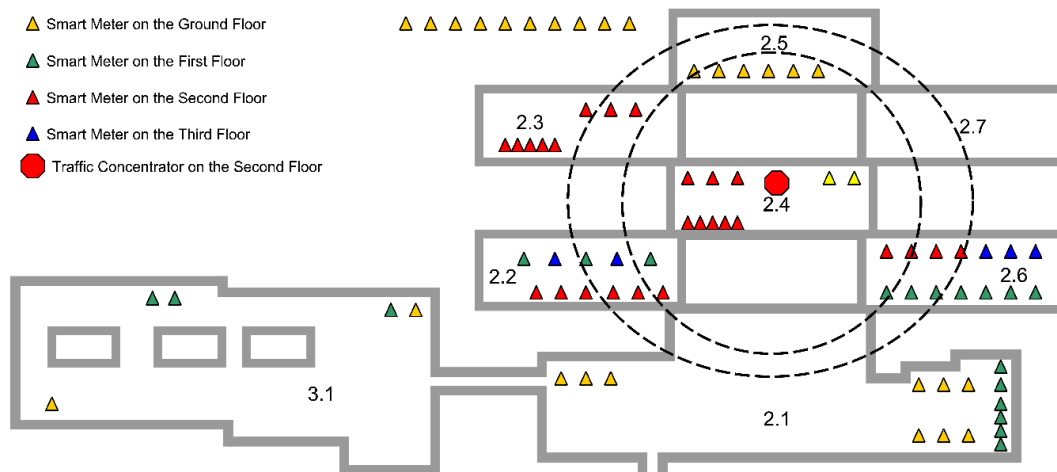 Smart Meter on the Ground Floor
Smart Meter on the First Floor
Smart Meter on the Second Floor
Smart Meter on the Third Floor
Traffic Concentrator on the Second Floor
2.5
2.3
2.7
2.4
2.2
2.6
3.1
2.1